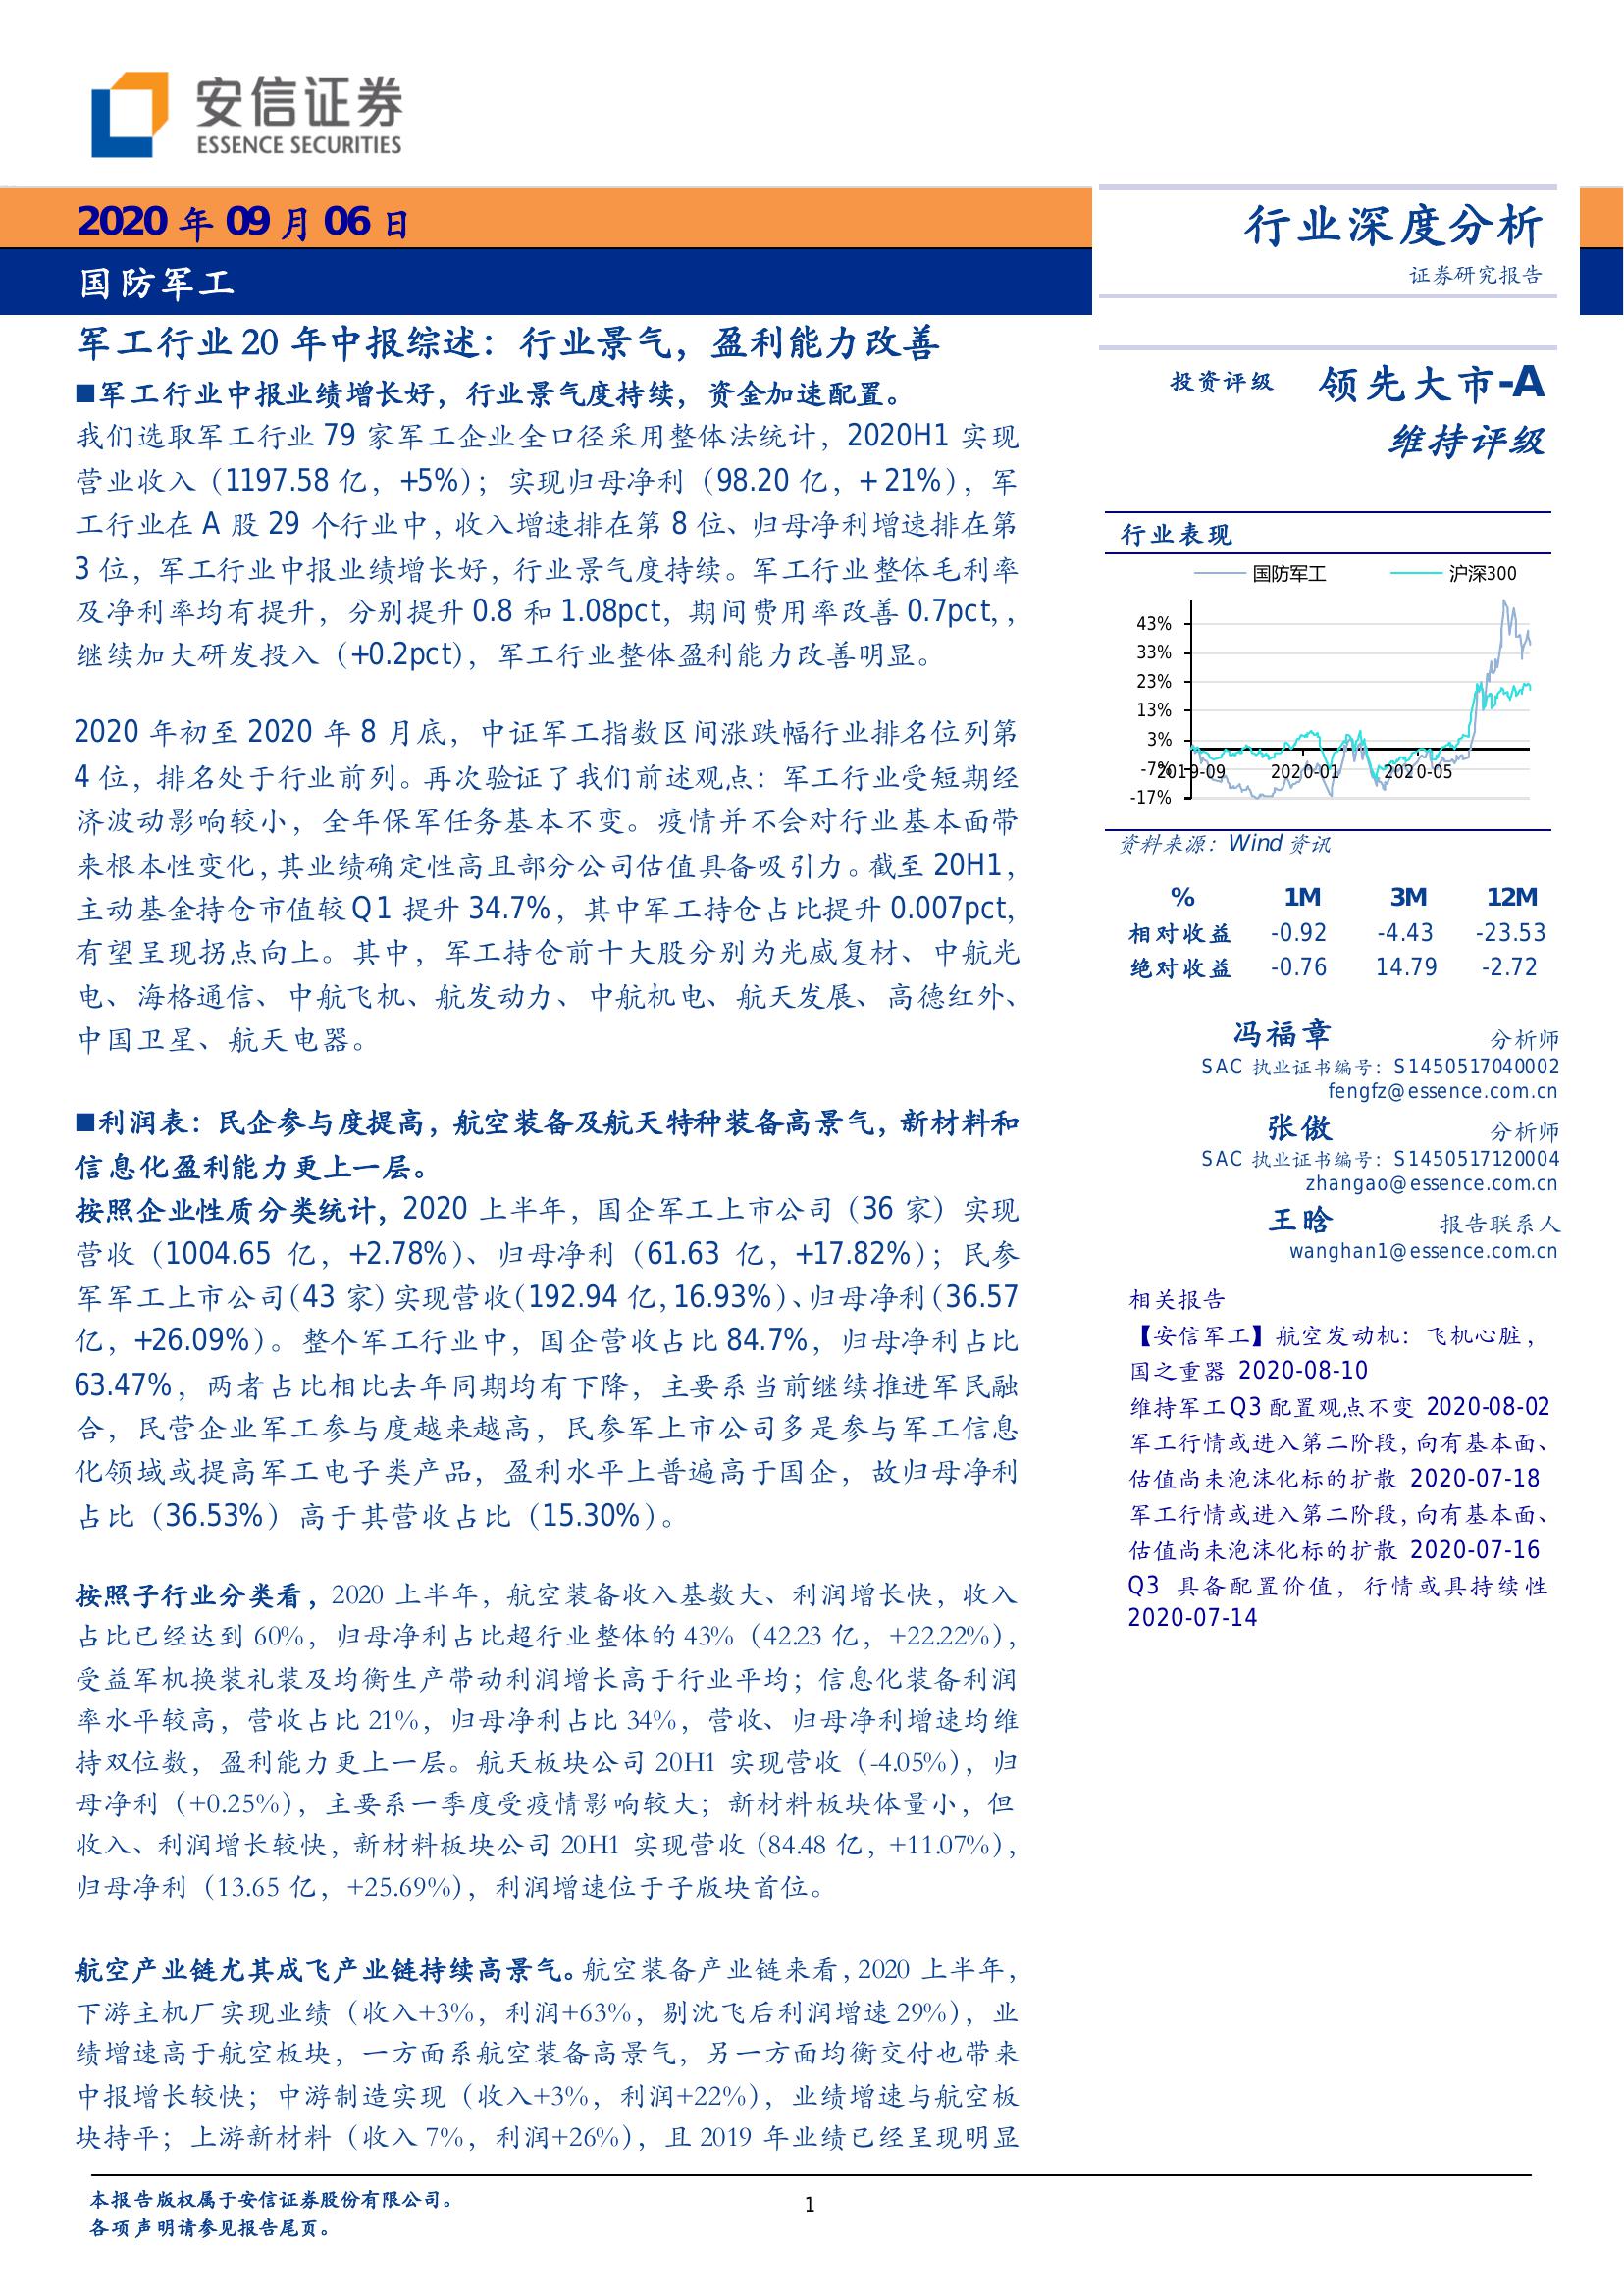 安信证券
ESSENCE SECURITIES
2020 年 09 月 06 日
国防军工
行业深度分析
证券研究报告
军工行业 20 年中报综述：行业景气，盈利能力改善
■军工行业中报业绩增长好，行业景气度持续，资金加速配置。
我们选取军工行业 79 家军工企业全口径采用整体法统计，2020H1 实现
营业收入（1197.58 亿，+5%）；实现归母净利（98.20 亿，+ 21%），军
工行业在 A 股 29 个行业中，收入增速排在第 8 位、归母净利增速排在第
3 位，军工行业中报业绩增长好，行业景气度持续。军工行业整体毛利率
及净利率均有提升，分别提升 0.8 和 1.08pct，期间费用率改善 0.7pct，，
继续加大研发投入（+0.2pct），军工行业整体盈利能力改善明显。
2020 年初至 2020 年 8 月底，中证军工指数区间涨跌幅行业排名位列第
4 位，排名处于行业前列。再次验证了我们前述观点：军工行业受短期经
济波动影响较小，全年保军任务基本不变。疫情并不会对行业基本面带
来根本性变化，其业绩确定性高且部分公司估值具备吸引力。截至 20H1，
主动基金持仓市值较 Q1 提升 34.7%，其中军工持仓占比提升 0.007pct，
有望呈现拐点向上。其中，军工持仓前十大股分别为光威复材、中航光
电、海格通信、中航飞机、航发动力、中航机电、航天发展、高德红外、
中国卫星、航天电器。
■利润表：民企参与度提高，航空装备及航天特种装备高景气，新材料和
信息化盈利能力更上一层。
按照企业性质分类统计，2020 上半年，国企军工上市公司（36 家）实现
营收（1004.65 亿，+2.78%）、归母净利（61.63 亿，+17.82%）；民参
军军工上市公司（43 家）实现营收（192.94 亿，16.93%）、归母净利（36.57
亿，+26.09%）。整个军工行业中，国企营收占比 84.7%，归母净利占比
63.47%，两者占比相比去年同期均有下降，主要系当前继续推进军民融
合，民营企业军工参与度越来越高，民参军上市公司多是参与军工信息
化领域或提高军工电子类产品，盈利水平上普遍高于国企，故归母净利
占比（36.53%）高于其营收占比（15.30%）。
按照子行业分类看，2020 上半年，航空装备收入基数大、利润增长快，收入
占比已经达到 60%，归母净利占比超行业整体的 43%（42.23 亿，+22.22%），
受益军机换装礼装及均衡生产带动利润增长高于行业平均；信息化装备利润
率水平较高，营收占比 21%，归母净利占比 34%，营收、归母净利增速均维
持双位数，盈利能力更上一层。航天板块公司 20H1 实现营收（-4.05%），归
母净利（+0.25%），主要系一季度受疫情影响较大；新材料板块体量小，但
收入、利润增长较快，新材料板块公司 20H1 实现营收（84.48 亿，+11.07%），
归母净利（13.65 亿，+25.69%），利润增速位于子版块首位。
航空产业链尤其成飞产业链持续高景气。航空装备产业链来看，2020 上半年，
下游主机厂实现业绩（收入+3%，利润+63%，剔沈飞后利润增速 29%），业
绩增速高于航空板块，一方面系航空装备高景气，另一方面均衡交付也带来
中报增长较快；中游制造实现（收入+3%，利润+22%），业绩增速与航空板
块持平；上游新材料（收入 7%，利润+26%），且 2019 年业绩已经呈现明显
投资评级 领先大市-A
维持评级
行业表现
国防军工 沪深300
43%
33%
23%
13%
3%
-7%
-17%
2019-09 2020-01 2020-05
资料来源：Wind 资讯
% 1M 3M 12M
相对收益 -0.92 -4.43 -23.53
绝对收益 -0.76 14.79 -2.72
冯福章 分析师
SAC 执业证书编号：S1450517040002
fengfz@essence.com.cn
张傲 分析师
SAC 执业证书编号：S1450517120004
zhangao@essence.com.cn
王晗 报告联系人
wanghan1@essence.com.cn
相关报告
【安信军工】航空发动机：飞机心脏，
国之重器 2020-08-10
维持军工 Q3 配置观点不变 2020-08-02
军工行情或进入第二阶段，向有基本面、
估值尚未泡沫化标的扩散 2020-07-18
军工行情或进入第二阶段，向有基本面、
估值尚未泡沫化标的扩散 2020-07-16
Q3 具备配置价值，行情或具持续性
2020-07-14
本报告版权属于安信证券股份有限公司。
各项声明请参见报告尾页。
1